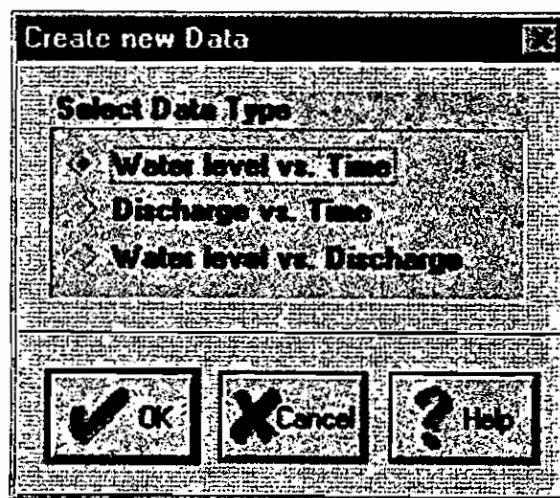 Create new Data
Select Data Type
Water level vs. Time
Discharge vs. Time
Water level vs. Discharge
OK
Cancel
Help